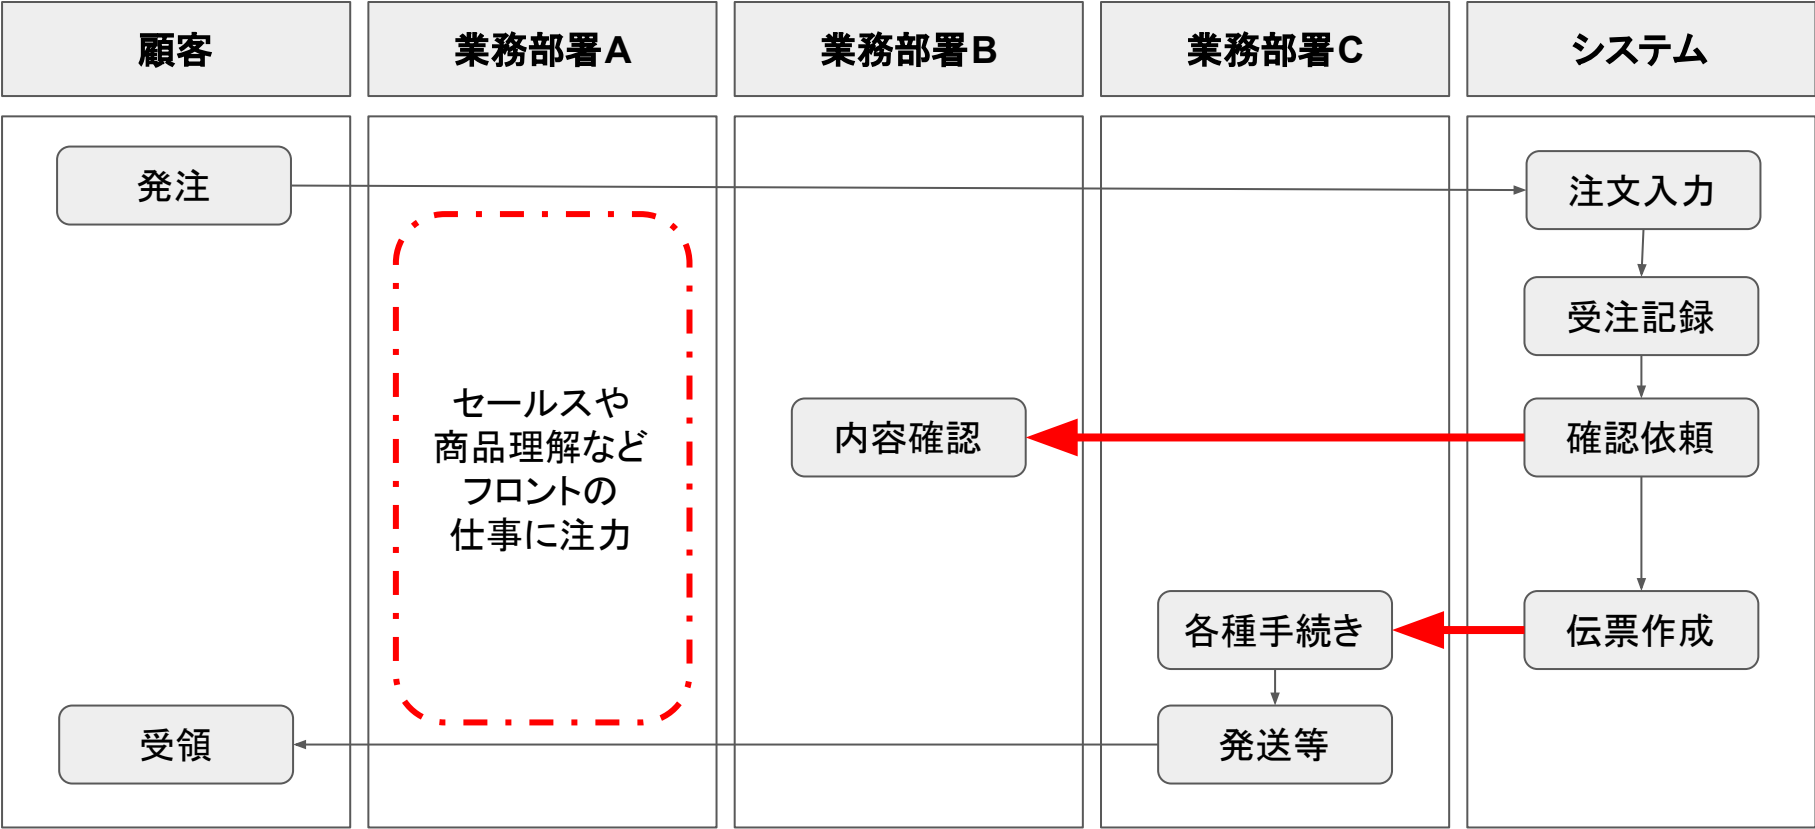 顧客
業務部署A
業務部署B
業務部署C
システム
発注
注文入力
受注記録
セールスや
商品理解など
フロントの
仕事に注力
内容確認
確認依頼
各種手続き
伝票作成
受領
発送等